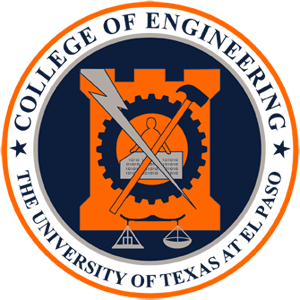 COLLEGE OF ENGINEERING
THE UNIVERSITY OF TEXAS AT EL PASO